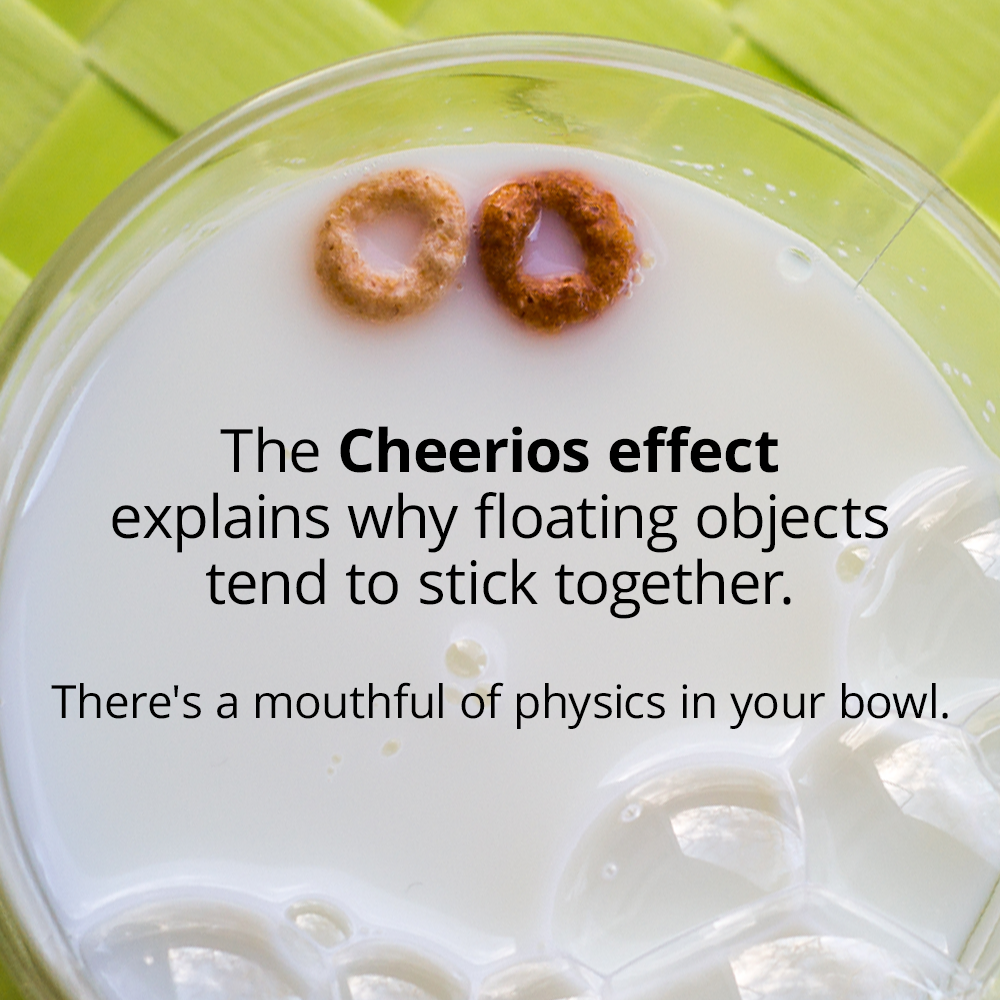 The Cheerios effect
explains why floating objects
tend to stick together.
There's a mouthful of physics in your bowl.